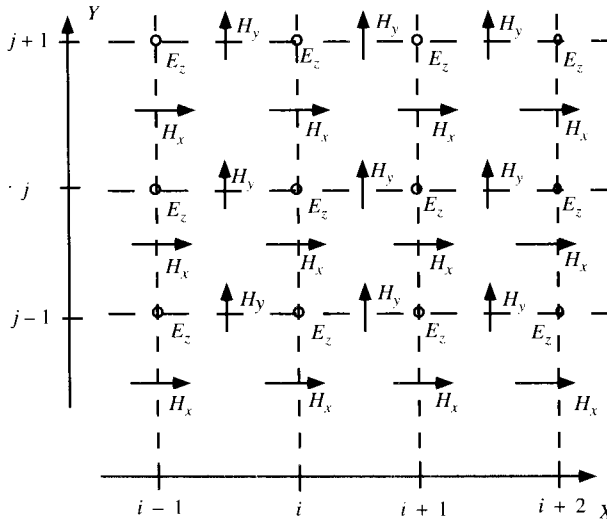 Y
j + 1 H_y H_y H_y
E_z E_z E_z E_z
H_x H_x H_x H_x
j H_y H_y H_y
E_z E_z E_z E_z
H_x H_x H_x H_x
j − 1 H_y H_y H_y
E_z E_z E_z E_z
H_x H_x H_x H_x
i − 1 i i + 1 i + 2 X